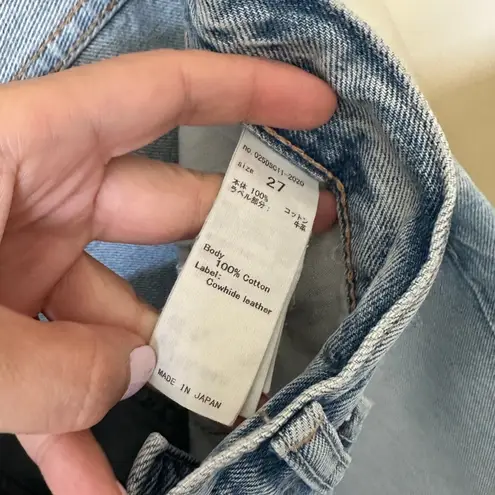 no. 02509C11-2020
size 27
本体 100% コットン
ラベル部分: 牛革
Body
100% Cotton
Label:
Cowhide leather
MADE IN JAPAN